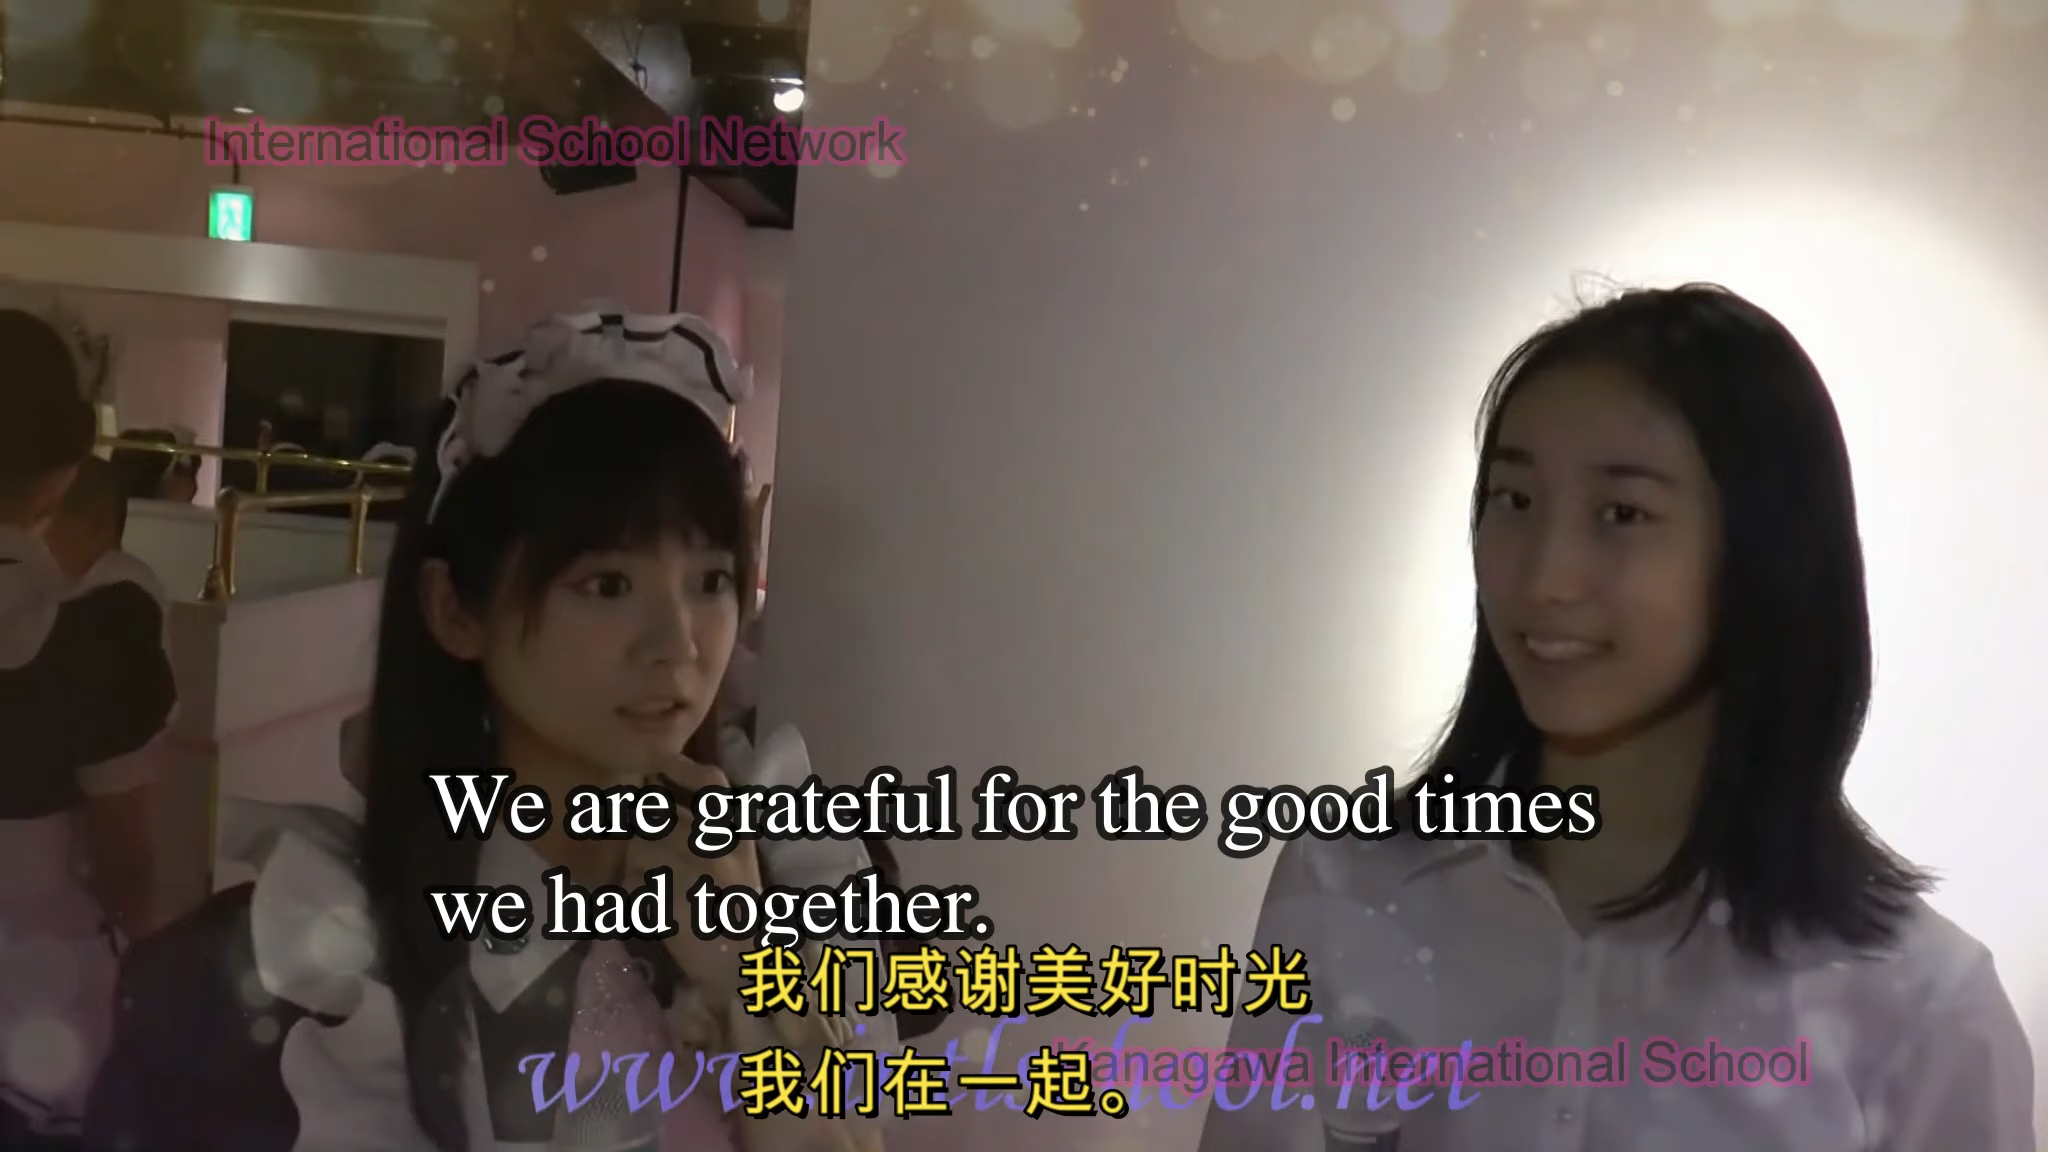 International School Network
We are grateful for the good times
we had together.
我们感谢美好时光
我们在一起。
Kanagawa International School